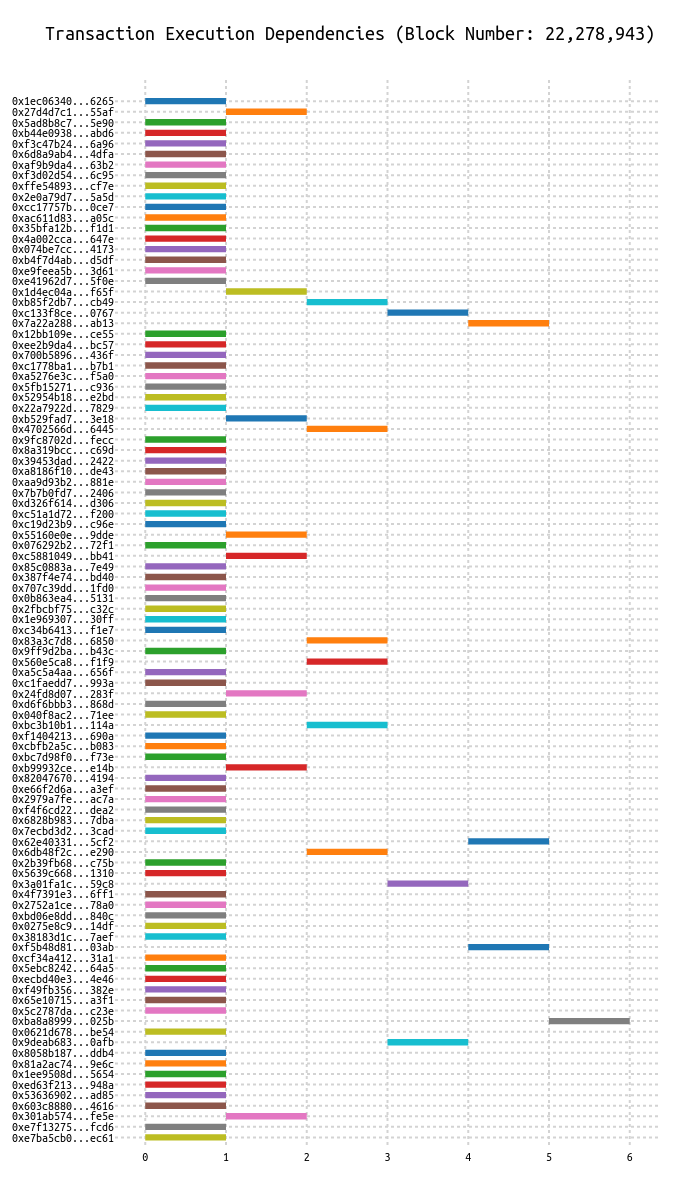 Transaction Execution Dependencies (Block Number: 22,278,943)
0x1ec06340...6265
0x27d4d7c1...55af
0x5ad8b8c7...5e90
0xb44e0938...abd6
0xf3c47b24...6a96
0x6d8a9ab4...4dfa
0xaf9b9da4...63b2
0xf3d02d54...6c95
0xffe54893...cf7e
0x2e0a79d7...5a5d
0xcc17757b...0ce7
0xac611d83...a05c
0x35bfa12b...f1d1
0x4a002cca...647e
0x074be7cc...4173
0xb4f7d4ab...d5df
0xe9feea5b...3d61
0xe41962d7...5f0e
0x1d4ec04a...f65f
0xb85f2db7...cb49
0xc133f8ce...0767
0x7a22a288...ab13
0x12bb109e...ce55
0xee2b9da4...bc57
0x700b5896...436f
0xc1778ba1...b7b1
0xa5276e3c...f5a0
0x5fb15271...c936
0x52954b18...e2bd
0x22a7922d...7829
0xb529fad7...3e18
0x4702566d...6445
0x9fc8702d...fecc
0x8a319bcc...c69d
0x39453dad...2422
0xa8186f10...de43
0xaa9d93b2...881e
0x7b7b0fd7...2406
0xd326f614...d306
0xc51a1d72...f200
0xc19d23b9...c96e
0x55160e0e...9dde
0x076292b2...72f1
0xc5881049...bb41
0x85c0883a...7e49
0x387f4e74...bd40
0x707c39dd...1fd0
0x0b863ea4...5131
0x2fbcbf75...c32c
0x1e969307...30ff
0xc34b6413...f1e7
0x83a3c7d8...6850
0x9ff9d2ba...b43c
0x560e5ca8...f1f9
0xa5c5a4aa...656f
0xc1faedd7...993a
0x24fd8d07...283f
0xd6f6bbb3...868d
0x040f8ac2...71ee
0xbc3b10b1...114a
0xf1404213...690a
0xcbfb2a5c...b083
0xbc7d98f0...f73e
0xb99932ce...e14b
0x82047670...4194
0xe66f2d6a...a3ef
0x2979a7fe...ac7a
0xf4f6cd22...dea2
0x6828b983...7dba
0x7ecbd3d2...3cad
0x62e40331...5cf2
0x6db48f2c...e290
0x2b39fb68...c75b
0x5639c668...1310
0x3a01fa1c...59c8
0x4f7391e3...6ff1
0x2752a1ce...78a0
0xbd06e8dd...840c
0x0275e8c9...14df
0x38183d1c...7aef
0xf5b48d81...03ab
0xcf34a412...31a1
0x5ebc8242...64a5
0xecbd40e3...4e46
0xf49fb356...382e
0x65e10715...a3f1
0x5c2787da...c23e
0xba8a8999...025b
0x0621d678...be54
0x9deab683...0afb
0x8058b187...ddb4
0x81a2ac74...9e6c
0x1ee9508d...5654
0xed63f213...948a
0x53636902...ad85
0x603c8880...4616
0x301ab574...fe5e
0xe7f13275...fcd6
0xe7ba5cb0...ec61
0 1 2 3 4 5 6